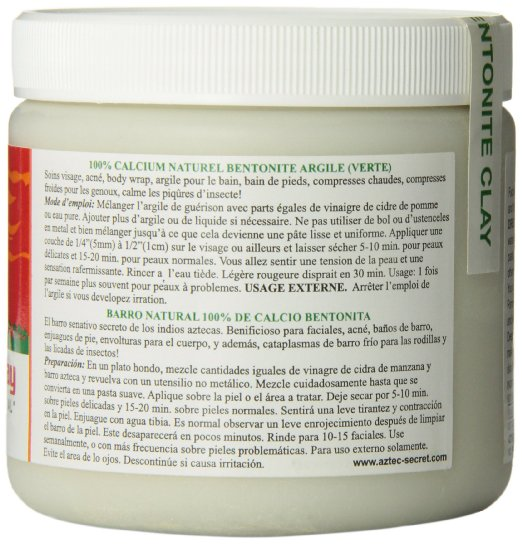 100% CALCIUM NATUREL BENTONITE ARGILE (VERTE)
Soins visage, acné, body wrap, argile pour le bain, bain de pieds, compresses chaudes, compresses
froides pour les genoux, calme les piqûres d'insecte!
Mode d'emploi: Mélanger l'argile de guérison avec parts égales de vinaigre de cidre de pomme
ou eau pure. Ajouter plus d'argile ou de liquide si nécessaire. Ne pas utiliser de bol ou d'ustenceles
en metal et bien mélanger jusqu'à ce que cela devienne une pâte lisse et uniforme. Appliquer une
couche de 1/4"(5mm) à 1/2"(1cm) sur le visage ou ailleurs et laissez sécher 5-10 min. pour peaux
délicates et 15-20 min. pour peaux normales. Vous allez sentir une tension de la peau et une
sensation rafermissante. Rincer a, l'eau tiède. Légère rougeure disprait en 30 min. Usage: 1 fois
par semaine plus souvent pour peaux à problemes. USAGE EXTERNE. Arrêter l'emploi de
l'argile si vous developez irration.
BARRO NATURAL 100% DE CALCIO BENTONITA
El barro senativo secreto de los indios aztecas. Benificioso para faciales, acné, baños de barro,
enjuagues de pie, envolturas para el cuerpo, y además, cataplasmas de barro frío para las rodillas y
las licadas de insectos!
Preparación: En un plato hondo, mezcle cantidades iguales de vinagre de cidra de manzana y
barro azteca y revuelva con un utensilio no metálico. Mezcle cuidadosamente hasta que se
convierta en una pasta suave. Aplique sobre la piel o el área a tratar. Deje secar por 5-10 min.
sobre pieles delicadas y 15-20 min. sobre pieles normales. Sentirá una leve tirantez y contracción
en la piel. Enjuague con agua tibia. Es normal observar un leve enrojecimiento después de limpiar
el barro de la piel. Este desaparecerá en pocos minutos. Rinde para 10-15 faciales. Use
semanalmente, o con más frecuencia sobre pieles problemáticas. Para uso externo solamente.
Evite el area de lo ojos. Descontinúe si causa irritación.
www.aztec-secret.com
ENTONITE CLAY